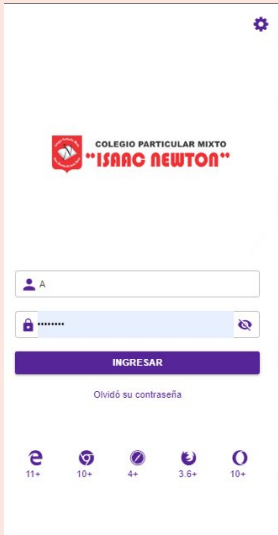 COLEGIO PARTICULAR MIXTO
"ISAAC NEWTON"
A
••••••••
INGRESAR
Olvidó su contraseña
11+ 10+ 4+ 3.6+ 10+